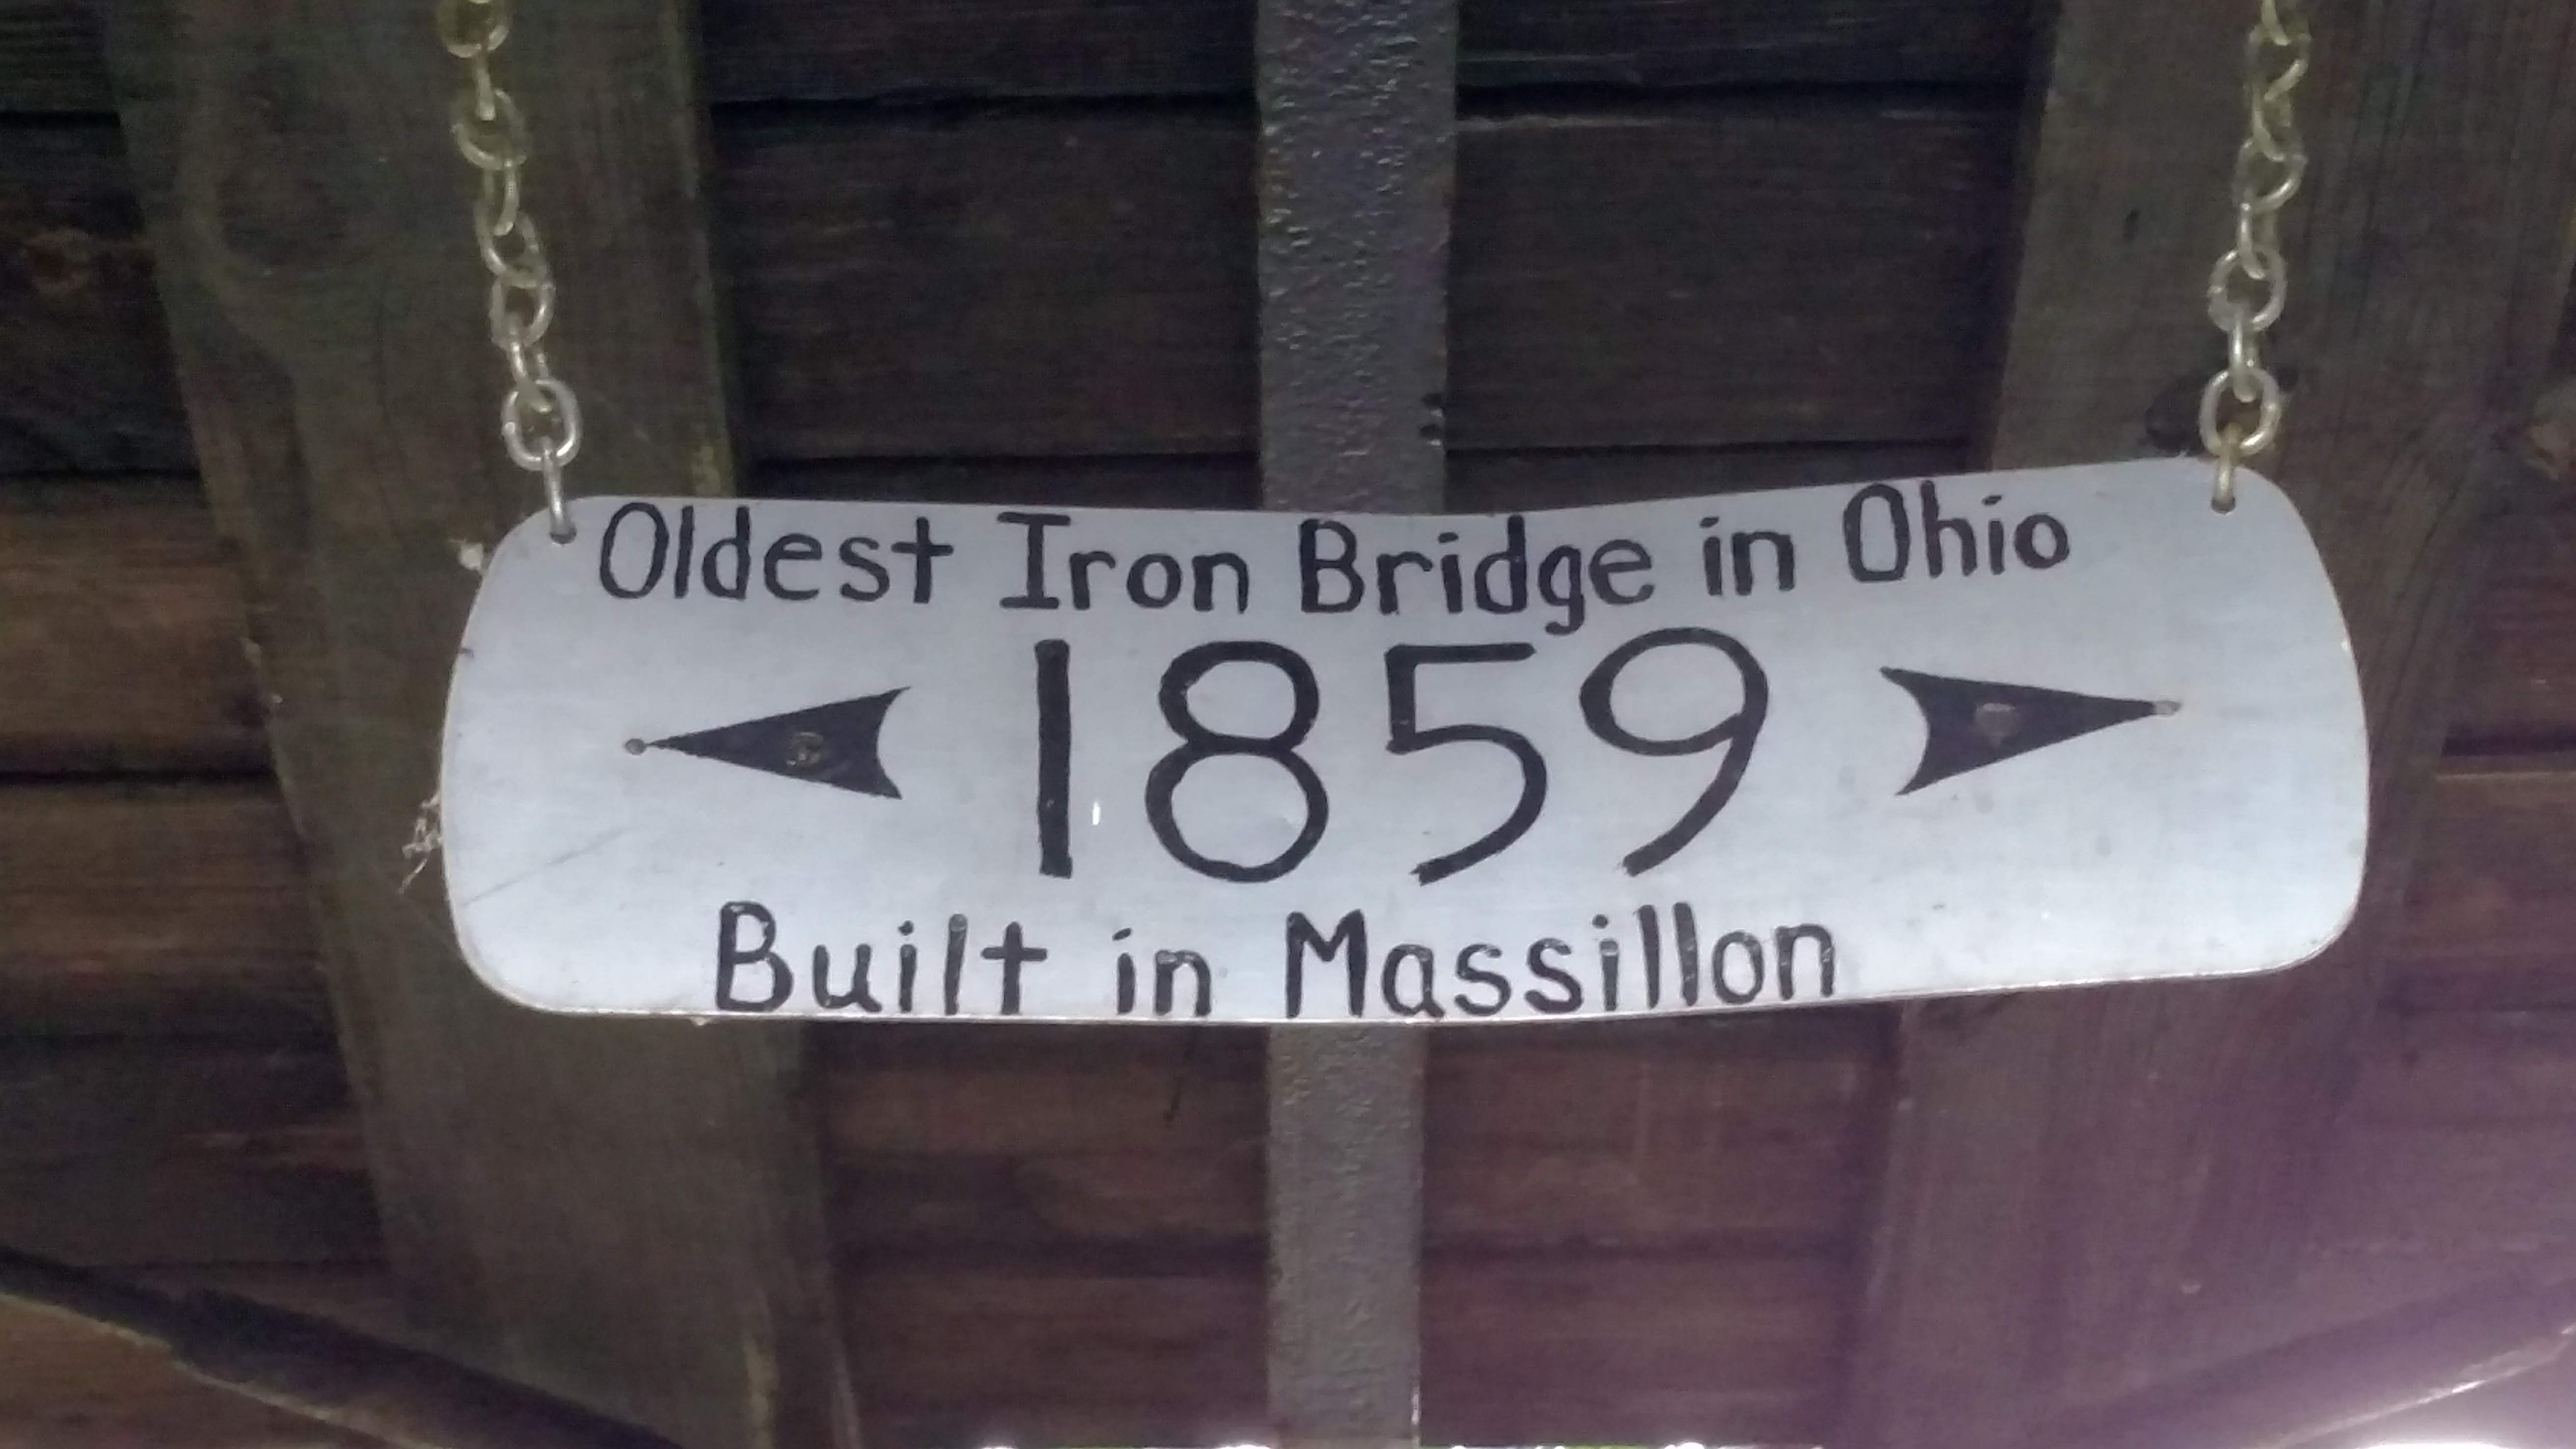 Oldest Iron Bridge in Ohio
1859
Built in Massillon